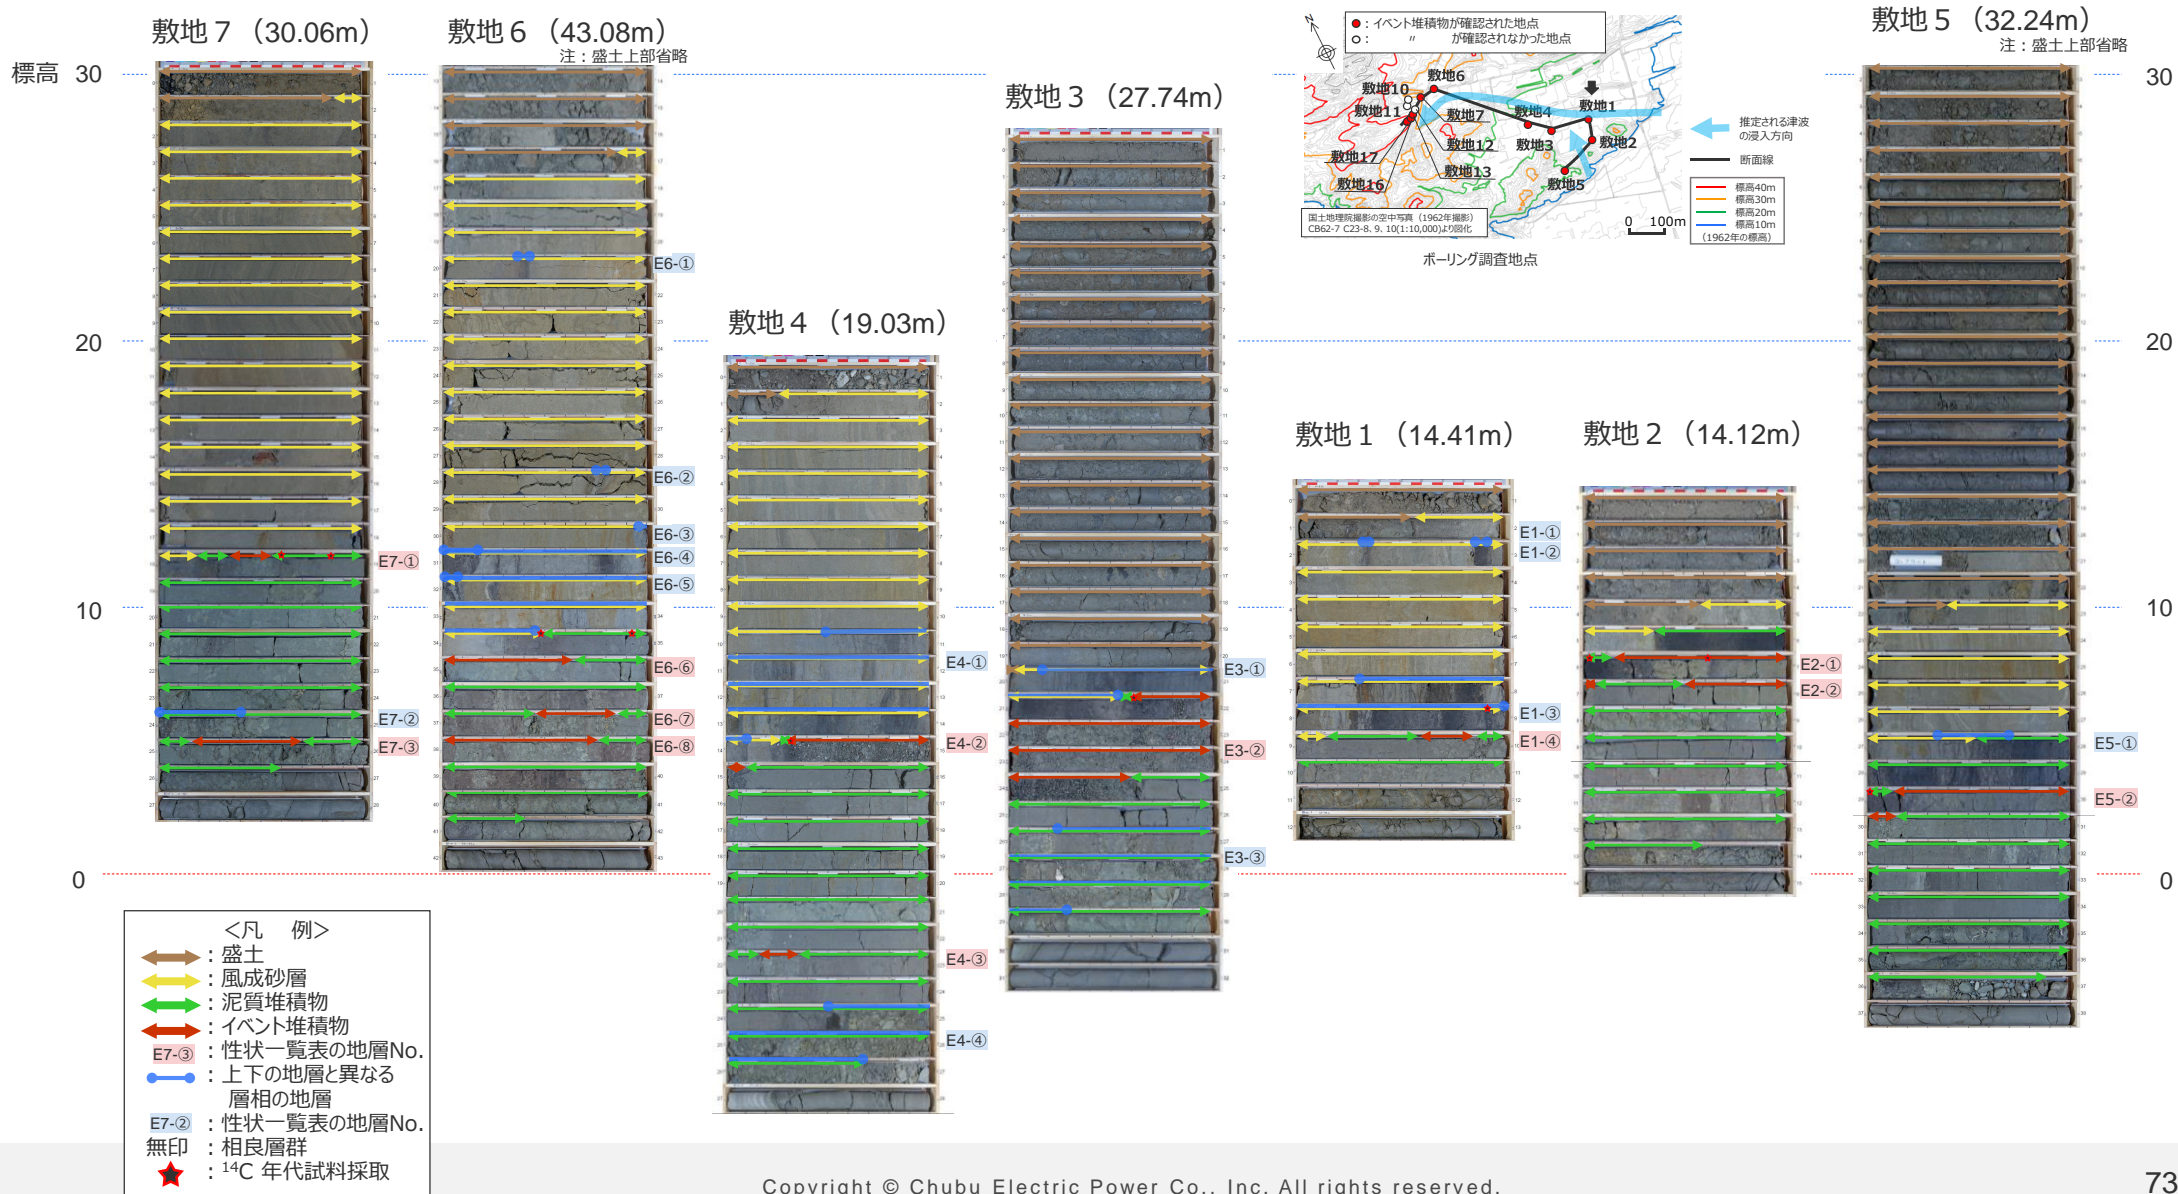 敷地７（30.06m）
敷地６（43.08m）
注：盛土上部省略
敷地５（32.24m）
注：盛土上部省略
標高 30
30
敷地３（27.74m）
敷地４（19.03m）
20
20
敷地１（14.41m）
敷地２（14.12m）
10
10
0
0
E7-①
E7-②
E7-③
E6-①
E6-②
E6-③
E6-④
E6-⑤
E6-⑥
E6-⑦
E6-⑧
E4-①
E4-②
E4-③
E4-④
E3-①
E3-②
E3-③
E1-①
E1-②
E1-③
E1-④
E2-①
E2-②
E5-①
E5-②
N
：イベント堆積物が確認された地点
：　〃　が確認されなかった地点
敷地6
敷地10
敷地11
敷地7
敷地4
敷地1
敷地12
敷地3
敷地2
敷地17
敷地13
敷地16
敷地5
国土地理院撮影の空中写真（1962年撮影）
CB62-7 C23-8. 9. 10(1:10,000)より図化
0 100m
推定される津波
の浸入方向
断面線
標高40m
標高30m
標高20m
標高10m
（1962年の標高）
ボーリング調査地点
＜凡　例＞
：盛土
：風成砂層
：泥質堆積物
：イベント堆積物
E7-③：性状一覧表の地層No.
：上下の地層と異なる
層相の地層
E7-②：性状一覧表の地層No.
無印：相良層群
：14C 年代試料採取
Copyright © Chubu Electric Power Co., Inc. All rights reserved.
73